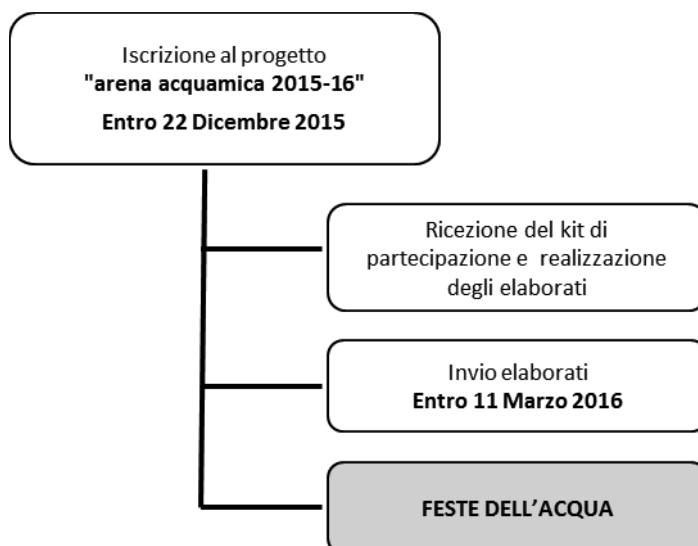 Iscrizione al progetto
"arena acquamica 2015-16"
Entro 22 Dicembre 2015
Ricezione del kit di
partecipazione e realizzazione
degli elaborati
Invio elaborati
Entro 11 Marzo 2016
FESTE DELL’ACQUA